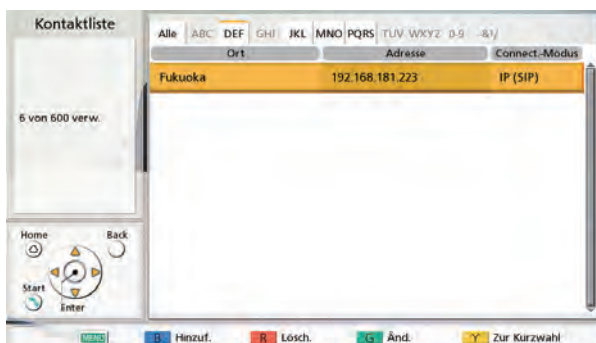 Kontaktliste
Alle ABC DEF GHI JKL MNO PQRS TUV WXYZ 0-9 -&!/
Ort Adresse Connect.-Modus
Fukuoka 192.168.181.223 IP (SIP)
6 von 600 verw.
Home Back
Start
Enter
MENU B Hinzuf. R Lösch. G Änd. Y Zur Kurzwahl